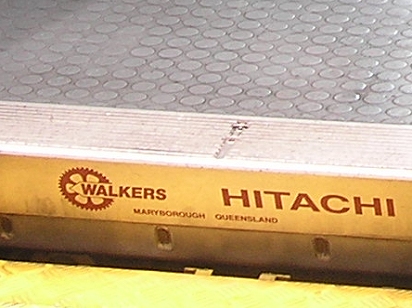 WALKERS HITACHI
MARYBOROUGH QUEENSLAND